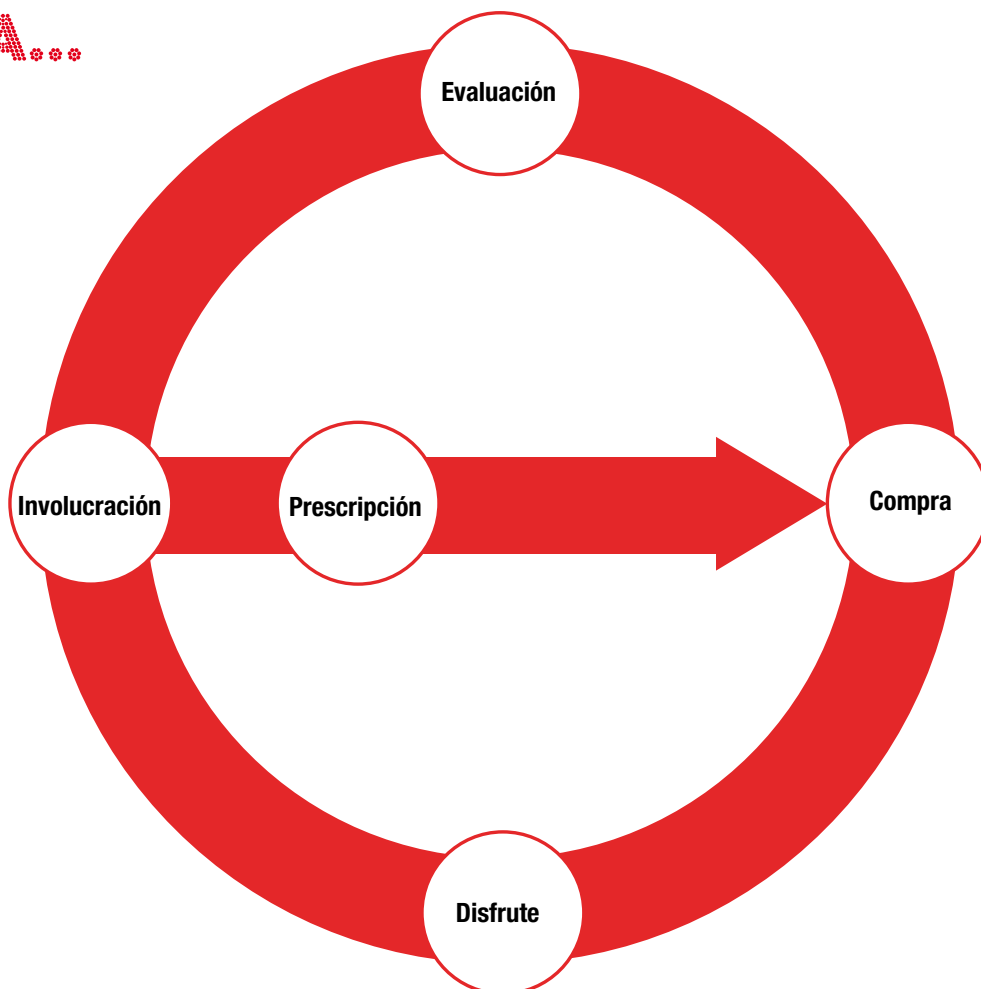 A...
Evaluación
Involucración
Prescripción
Compra
Disfrute